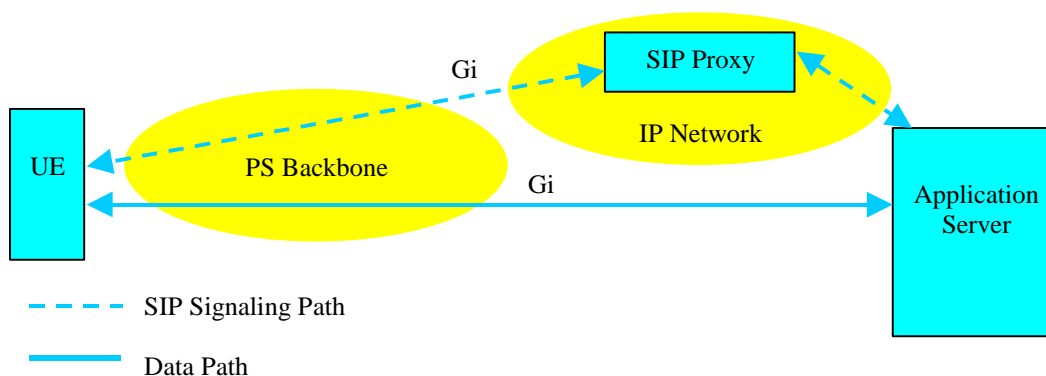 SIP Proxy
Gi
IP Network
UE
PS Backbone
Gi
Application
Server
SIP Signaling Path
Data Path